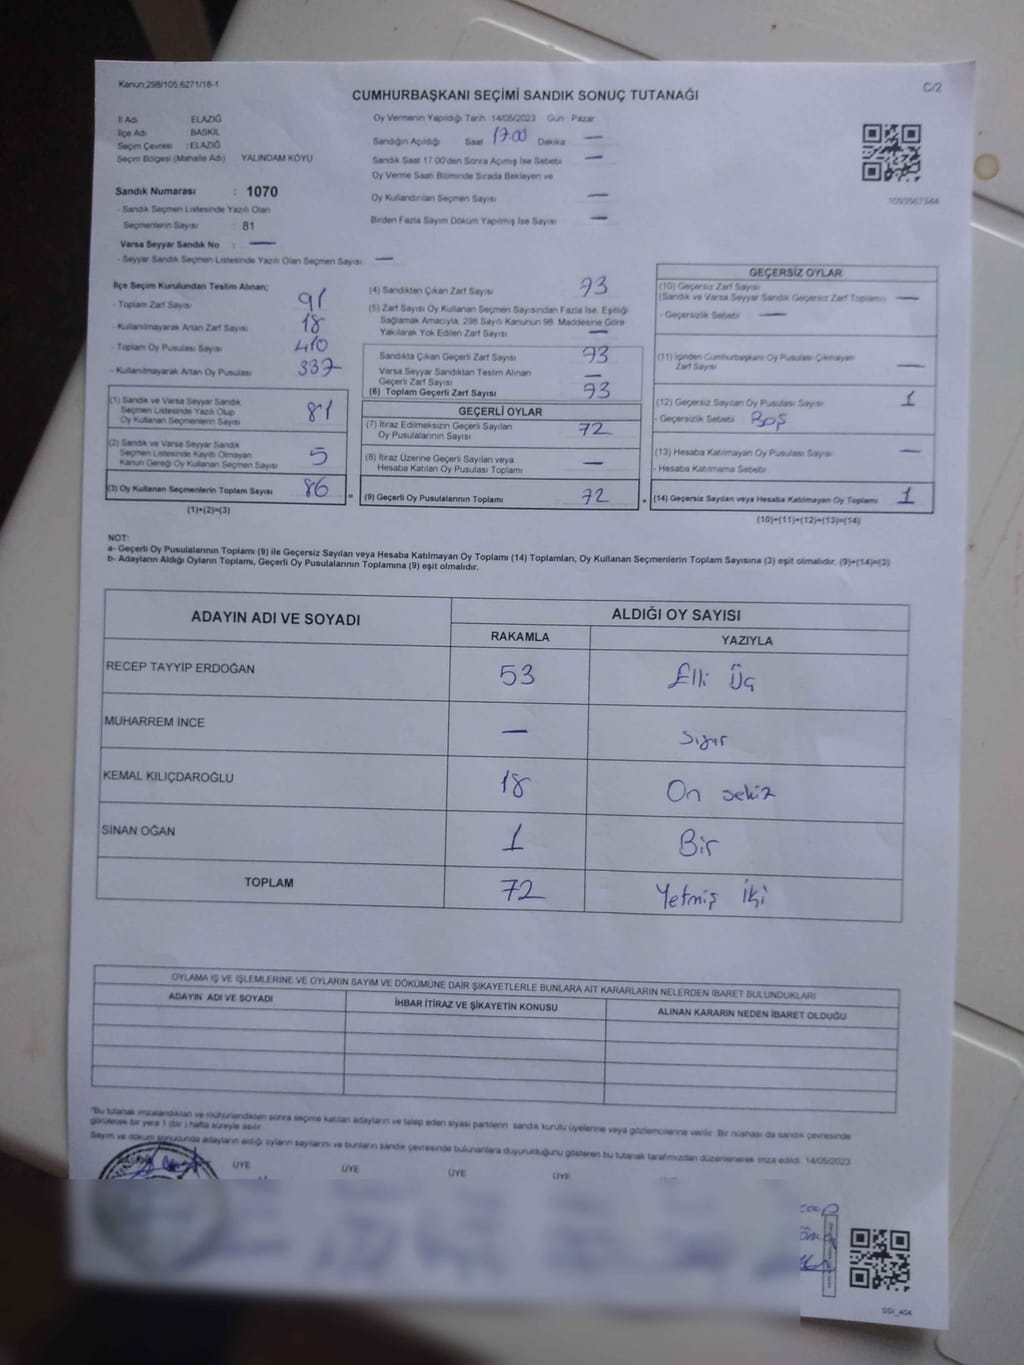 Kanun;298/105,6271/18-1
C/2
CUMHURBAŞKANI SEÇİMİ SANDIK SONUÇ TUTANAĞI
İl Adı : ELAZIĞ
İlçe Adı : BASKİL
Seçim Çevresi : ELAZIĞ
Seçim Bölgesi (Mahalle Adı) YALINDAM KÖYÜ
Sandık Numarası : 1070
- Sandık Seçmen Listesinde Yazılı Olan
Seçmenlerin Sayısı : 81
Varsa Seyyar Sandık No : —
- Seyyar Sandık Seçmen Listesinde Yazılı Olan Seçmen Sayısı —
Oy Vermenin Yapıldığı Tarih : 14/05/2023 Gün : Pazar
Sandığın Açıldığı Saat 17.00 Dakika —
Sandık Saat 17:00'den Sonra Açımış İse Sebebi —
Oy Verme Saati Bitiminde Sırada Bekleyen ve
Oy Kullandırılan Seçmen Sayısı —
Birden Fazla Sayım Döküm Yapılmış İse Sayısı —
1093567344
İlçe Seçim Kurulundan Teslim Alınan;
- Toplam Zarf Sayısı 91
- Kullanılmayarak Artan Zarf Sayısı 18
- Toplam Oy Pusulası Sayısı 410
- Kullanılmayarak Artan Oy Pusulası 337
(1) Sandık ve Varsa Seyyar Sandık
Seçmen Listesinde Yazılı Olup
Oy Kullanan Seçmenlerin Sayısı 81
(2) Sandık ve Varsa Seyyar Sandık
Seçmen Listesinde Kayıtlı Olmayan
Kanun Gereği Oy Kullanan Seçmen Sayısı 5
(3) Oy Kullanan Seçmenlerin Toplam Sayısı 86
(1)+(2)=(3)
(4) Sandıktan Çıkan Zarf Sayısı 73
(5) Zarf Sayısı Oy Kullanan Seçmen Sayısından Fazla İse, Eşitliği
Sağlamak Amacıyla, 298 Sayılı Kanunun 98. Maddesine Göre
Yakılarak Yok Edilen Zarf Sayısı —
Sandıkta Çıkan Geçerli Zarf Sayısı 73
Varsa Seyyar Sandıktan Teslim Alınan
Geçerli Zarf Sayısı —
(6) Toplam Geçerli Zarf Sayısı 73
GEÇERLİ OYLAR
(7) İtiraz Edilmeksizin Geçerli Sayılan
Oy Pusulalarının Sayısı 72
(8) İtiraz Üzerine Geçerli Sayılan veya
Hesaba Katılan Oy Pusulası Toplamı —
= (9) Geçerli Oy Pusulalarının Toplamı 72
GEÇERSİZ OYLAR
(10) Geçersiz Zarf Sayısı
(Sandık ve Varsa Seyyar Sandık Geçersiz Zarf Toplamı) —
- Geçersizlik Sebebi —
(11) İçinden Cumhurbaşkanı Oy Pusulası Çıkmayan
Zarf Sayısı —
(12) Geçersiz Sayılan Oy Pusulası Sayısı 1
- Geçersizlik Sebebi Boş
(13) Hesaba Katılmayan Oy Pusulası Sayısı —
- Hesaba Katılmama Sebebi
+ (14) Geçersiz Sayılan veya Hesaba Katılmayan Oy Toplamı 1
(10)+(11)+(12)+(13)=(14)
NOT:
a- Geçerli Oy Pusulalarının Toplamı (9) ile Geçersiz Sayılan veya Hesaba Katılmayan Oy Toplamı (14) Toplamları, Oy Kullanan Seçmenlerin Toplam Sayısına (3) eşit olmalıdır. (9)+(14)=(3)
b- Adayların Aldığı Oyların Toplamı, Geçerli Oy Pusulalarının Toplamına (9) eşit olmalıdır.
ADAYIN ADI VE SOYADI ALDIĞI OY SAYISI
RAKAMLA YAZIYLA
RECEP TAYYİP ERDOĞAN 53 Elli Üç
MUHARREM İNCE — Sıfır
KEMAL KILIÇDAROĞLU 18 On sekiz
SİNAN OĞAN 1 Bir
TOPLAM 72 Yetmiş İki
OYLAMA İŞ VE İŞLEMLERİNE VE OYLARIN SAYIM VE DÖKÜMÜNE DAİR ŞİKAYETLERLE BUNLARA AİT KARARLARIN NELERDEN İBARET BULUNDUKLARI
ADAYIN ADI VE SOYADI İHBAR İTİRAZ VE ŞİKAYETİN KONUSU ALINAN KARARIN NEDEN İBARET OLDUĞU
"Bu tutanak imzalandıktan ve mühürlendikten sonra seçime katılan adayların ve talep eden siyasi partilerin sandık kurulu üyelerine veya gözlemcilerine verilir. Bir nüshası da sandık çevresinde
görülecek bir yere 1 (bir) hafta süreyle asılır.
Sayım ve döküm sonucunda adayların aldığı oyların sayılarını ve bunların sandık çevresinde bulunanlara duyurulduğunu gösteren bu tutanak tarafımızdan düzenlenerek imza edildi. 14/05/2023
ÜYE ÜYE ÜYE ÜYE
SSI_404